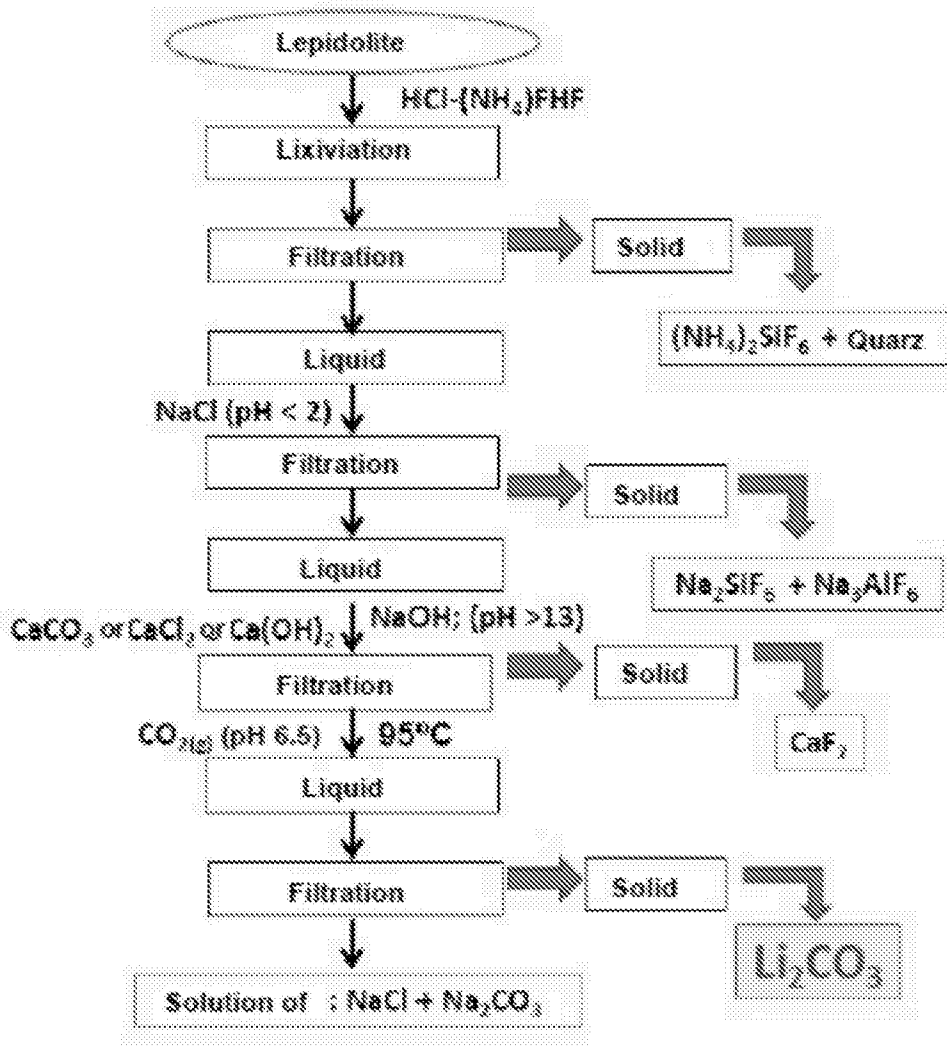 Lepidolite
HCl-(NH₄)FHF
Lixiviation
Filtration
Solid
(NH₄)₂SiF₆ + Quarz
Liquid
NaCl (pH < 2)
Filtration
Solid
Na₂SiF₆ + Na₃AlF₆
Liquid
CaCO₃ or CaCl₂ or Ca(OH)₂
NaOH; (pH >13)
Filtration
Solid
CaF₂
CO₂(g) (pH 6.5)
95ºC
Liquid
Filtration
Solid
Li₂CO₃
Solution of : NaCl + Na₂CO₃